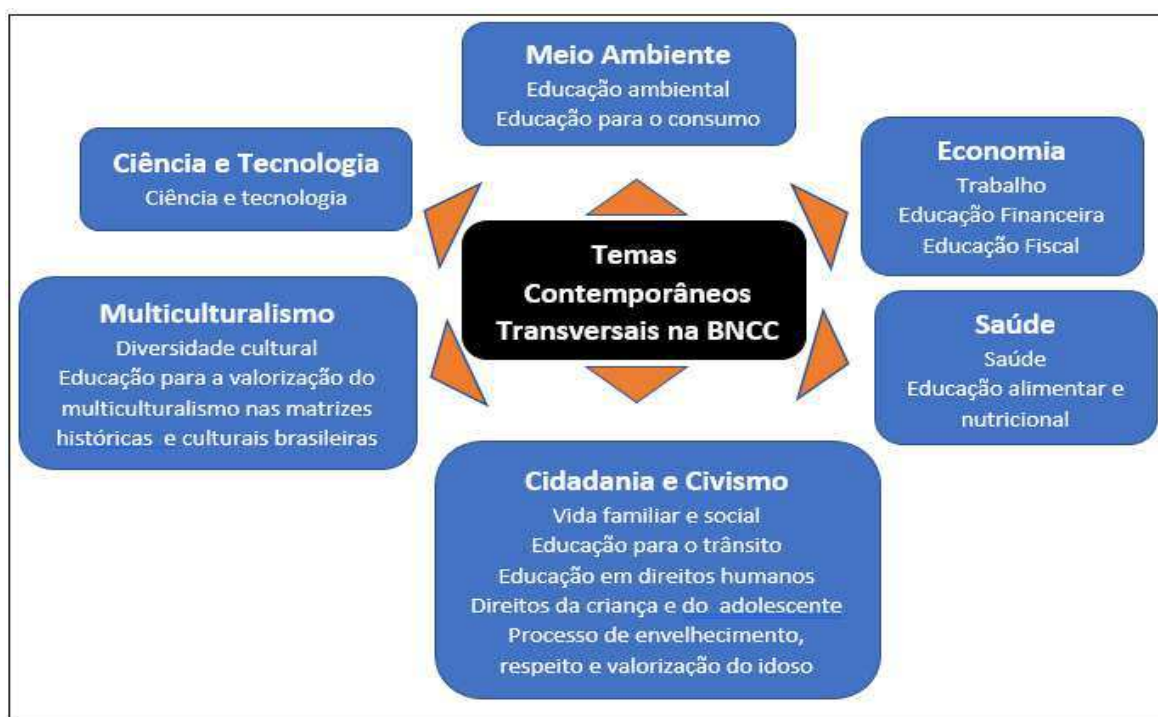 Meio Ambiente
Educação ambiental
Educação para o consumo
Ciência e Tecnologia
Ciência e tecnologia
Economia
Trabalho
Educação Financeira
Educação Fiscal
Temas
Contemporâneos
Transversais na BNCC
Multiculturalismo
Diversidade cultural
Educação para a valorização do
multiculturalismo nas matrizes
históricas e culturais brasileiras
Saúde
Saúde
Educação alimentar e
nutricional
Cidadania e Civismo
Vida familiar e social
Educação para o trânsito
Educação em direitos humanos
Direitos da criança e do adolescente
Processo de envelhecimento,
respeito e valorização do idoso